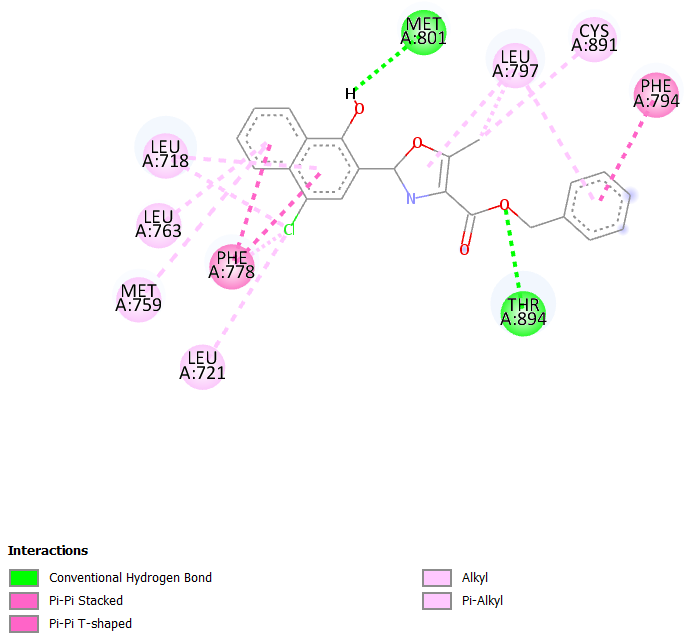 MET
A:801
CYS
A:891
LEU
A:797
PHE
A:794
H
O
O
LEU
A:718
N
LEU
A:763
O
Cl
O
PHE
A:778
MET
A:759
THR
A:894
LEU
A:721
Interactions
Conventional Hydrogen Bond
Pi-Pi Stacked
Pi-Pi T-shaped
Alkyl
Pi-Alkyl